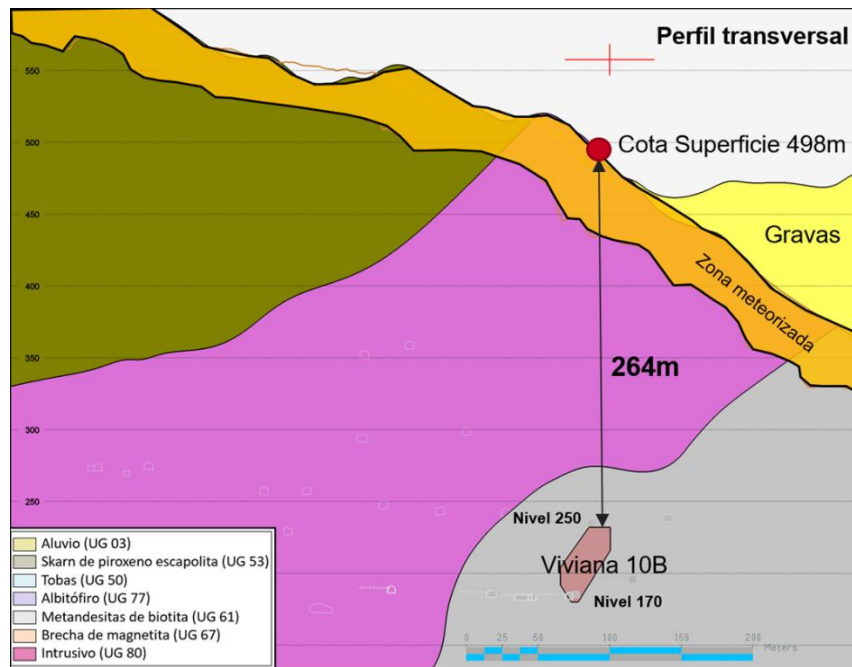 Perfil transversal
550
500
Cota Superficie 498m
450
Gravas
400
Zona meteorizada
350
264m
300
250
Nivel 250
Viviana 10B
Nivel 170
Aluvio (UG 03)
Skarn de piroxeno escapolita (UG 53)
Tobas (UG 50)
Albitófiro (UG 77)
Metandesitas de biotita (UG 61)
Brecha de magnetita (UG 67)
Intrusivo (UG 80)
0 25 50 100 150 200
Meters